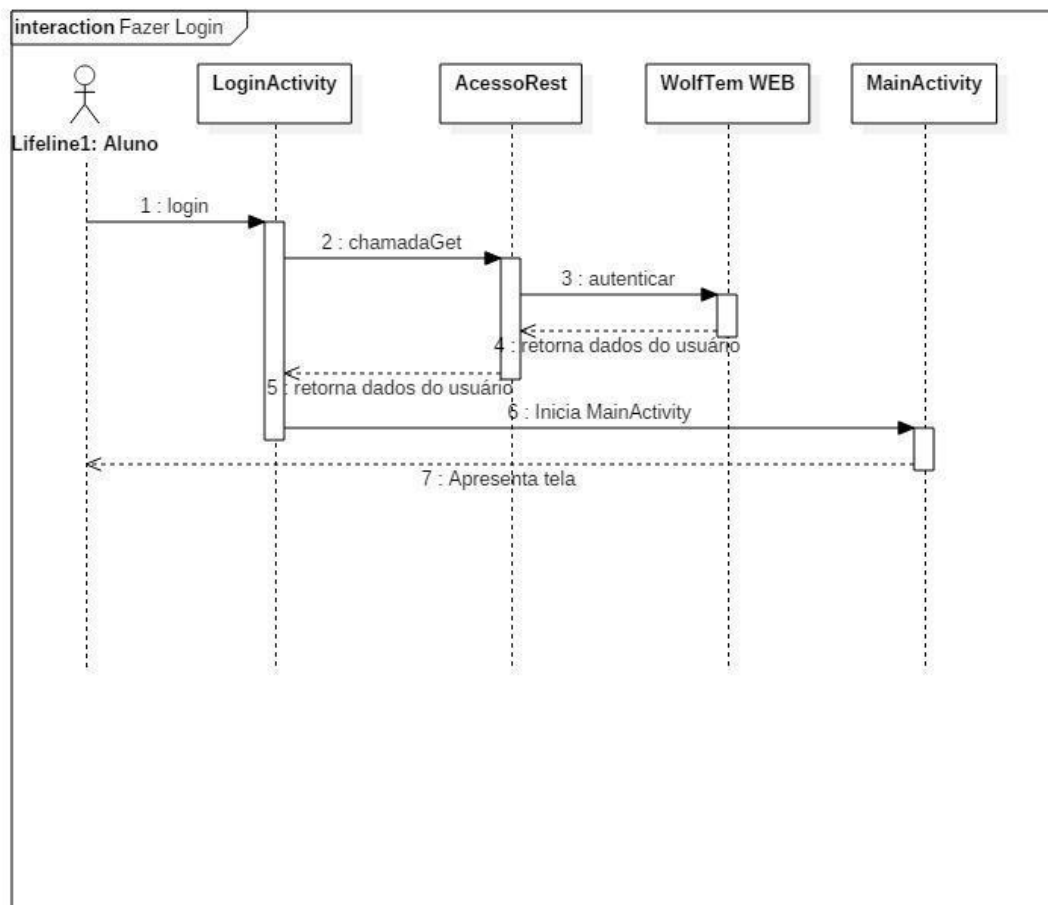 interaction Fazer Login
LoginActivity
AcessoRest
WolfTem WEB
MainActivity
Lifeline1: Aluno
1 : login
2 : chamadaGet
3 : autenticar
4 : retorna dados do usuário
5 : retorna dados do usuário
6 : Inicia MainActivity
7 : Apresenta tela